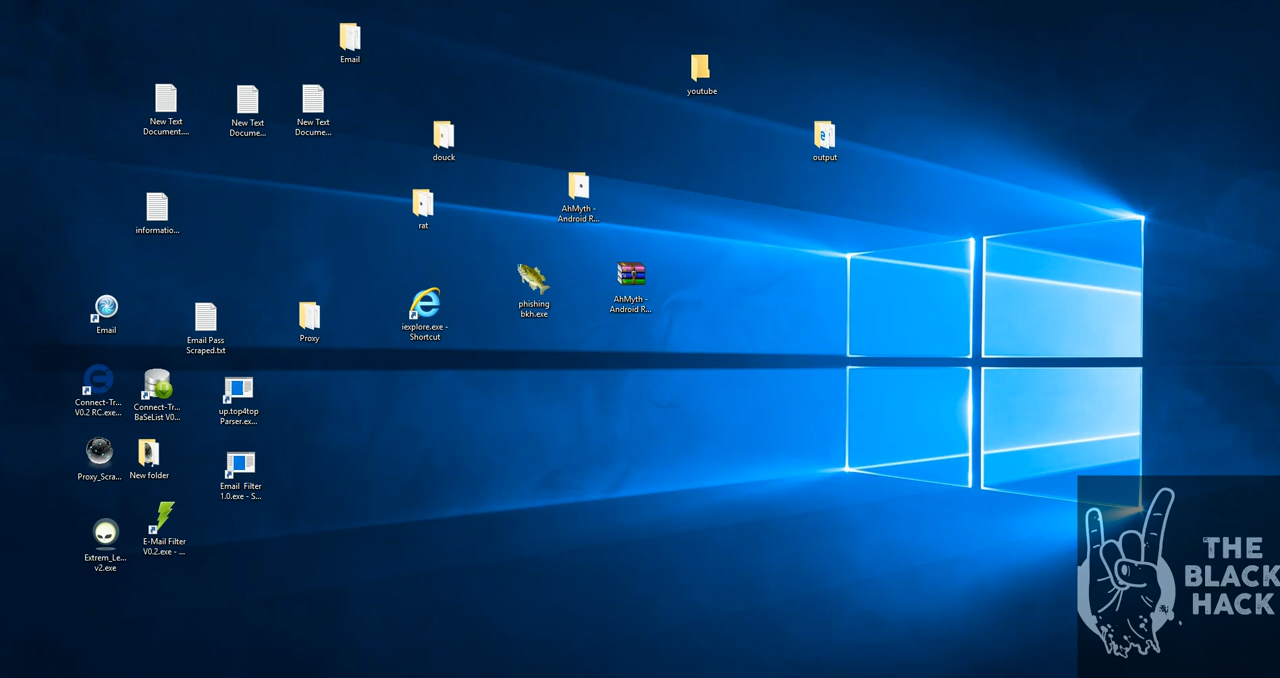 Email
youtube
New Text
Document....
New Text
Docume...
New Text
Docume...
douck
output
AhMyth -
Android R...
rat
informatio...
phishing
bkh.exe
AhMyth -
Android R...
Email
Email Pass
Scraped.txt
Proxy
iexplore.exe -
Shortcut
Connect-Tr...
V0.2 RC.exe...
Connect-Tr...
BaSeList V0...
up.top4top
Parser.ex...
Proxy_Scra...
New folder
Email Filter
1.0.exe - S...
Extrem_Le...
v2.exe
E-Mail Filter
V0.2.exe - ...
THE
BLACK
HACK